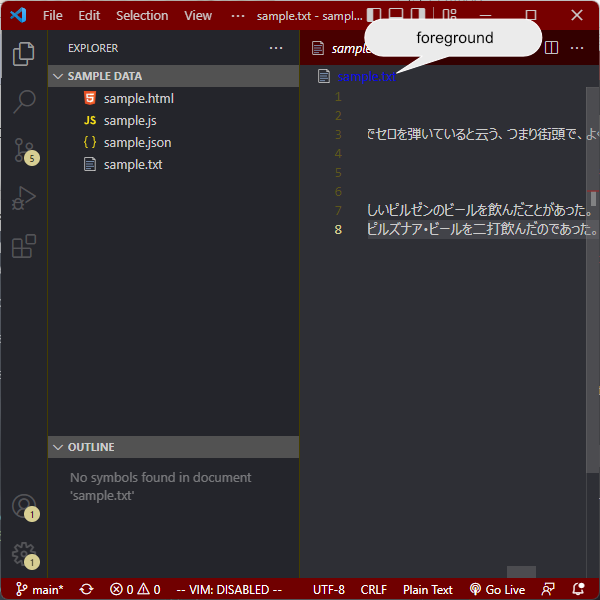 File Edit Selection View ··· sample.txt - sampl...
foreground
EXPLORER ···
sample
···
SAMPLE DATA
sample.txt
sample.html
JS sample.js
{ } sample.json
sample.txt
1
2
3 でセロを弾いていると云う、つまり街頭で、よ
4
5
6
7 しいピルゼンのビールを飲んだことがあった。
8 ピルズナア・ビールを二打飲んだのであった。
5
OUTLINE
No symbols found in document
'sample.txt'
1
1
main* 0 0 -- VIM: DISABLED -- UTF-8 CRLF Plain Text Go Live